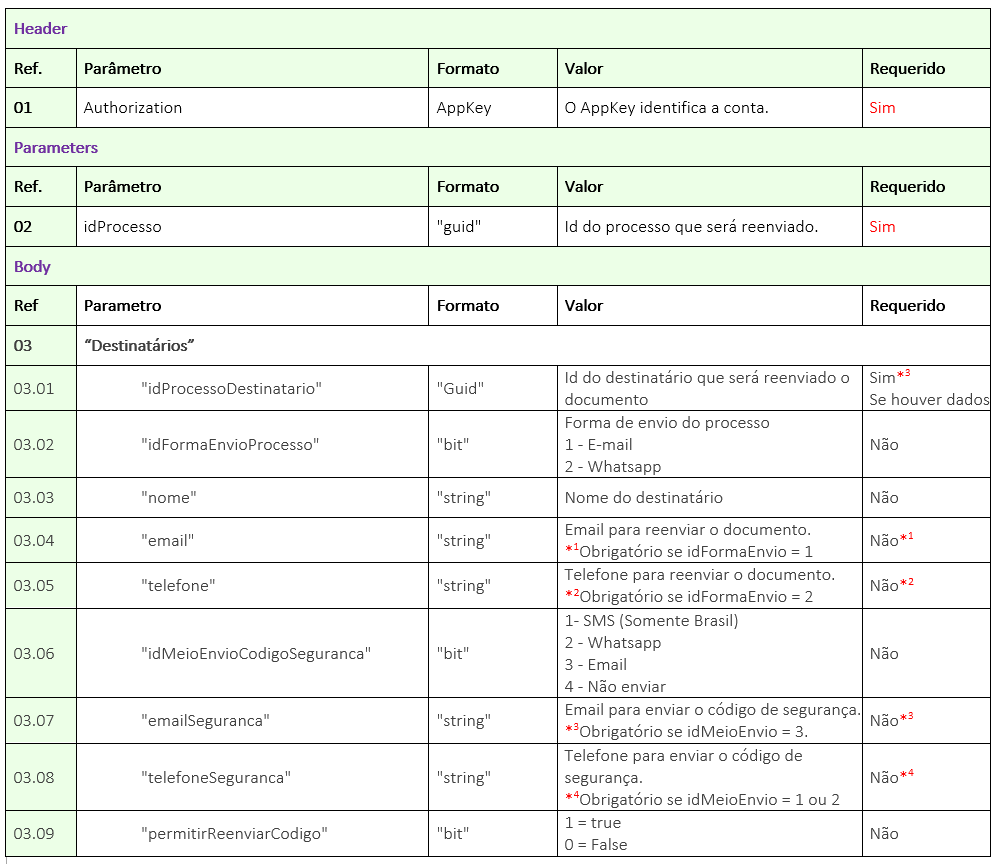 Header
Ref. Parâmetro Formato Valor Requerido
01 Authorization AppKey O AppKey identifica a conta. Sim
Parameters
Ref. Parâmetro Formato Valor Requerido
02 idProcesso "guid" Id do processo que será reenviado. Sim
Body
Ref Parametro Formato Valor Requerido
03 “Destinatários”
03.01 "idProcessoDestinatario" "Guid" Id do destinatário que será reenviado o
documento
Sim*3
Se houver dados
03.02 "idFormaEnvioProcesso" "bit" Forma de envio do processo
1 - E-mail
2 - Whatsapp
Não
03.03 "nome" "string" Nome do destinatário Não
03.04 "email" "string" Email para reenviar o documento.
*1Obrigatório se idFormaEnvio = 1
Não*1
03.05 "telefone" "string" Telefone para reenviar o documento.
*2Obrigatório se idFormaEnvio = 2
Não*2
03.06 "idMeioEnvioCodigoSeguranca" "bit" 1- SMS (Somente Brasil)
2 - Whatsapp
3 - Email
4 - Não enviar
Não
03.07 "emailSeguranca" "string" Email para enviar o código de segurança.
*3Obrigatório se idMeioEnvio = 3.
Não*3
03.08 "telefoneSeguranca" "string" Telefone para enviar o código de
segurança.
*4Obrigatório se idMeioEnvio = 1 ou 2
Não*4
03.09 "permitirReenviarCodigo" "bit" 1 = true
0 = False
Não